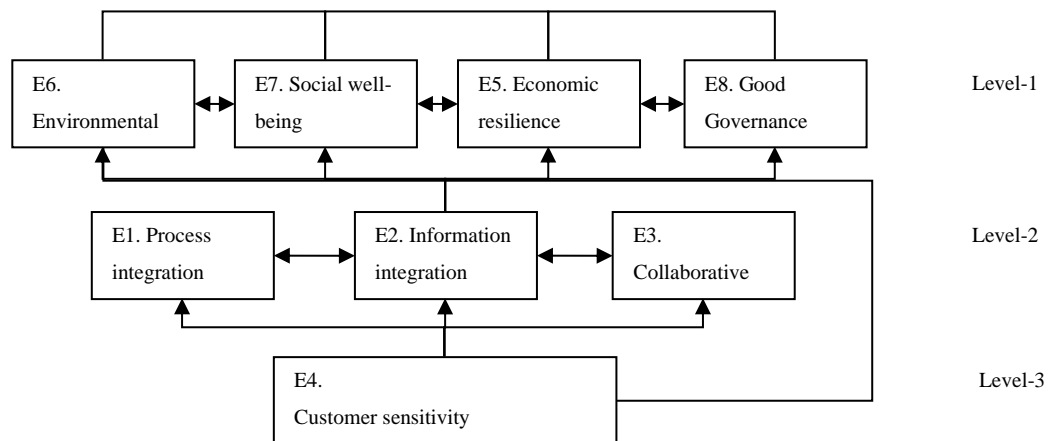 E6.
Environmental
E7. Social well-
being
E5. Economic
resilience
E8. Good
Governance
Level-1
E1. Process
integration
E2. Information
integration
E3.
Collaborative
Level-2
E4.
Customer sensitivity
Level-3